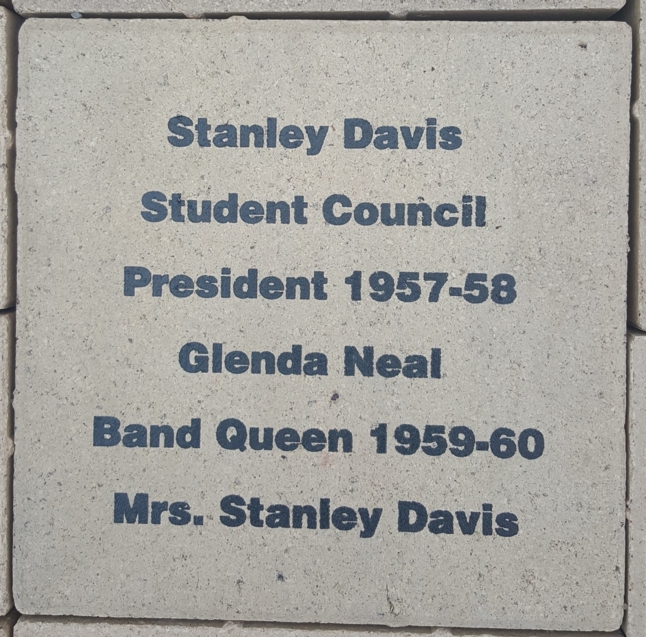 Stanley Davis
Student Council
President 1957-58
Glenda Neal
Band Queen 1959-60
Mrs. Stanley Davis